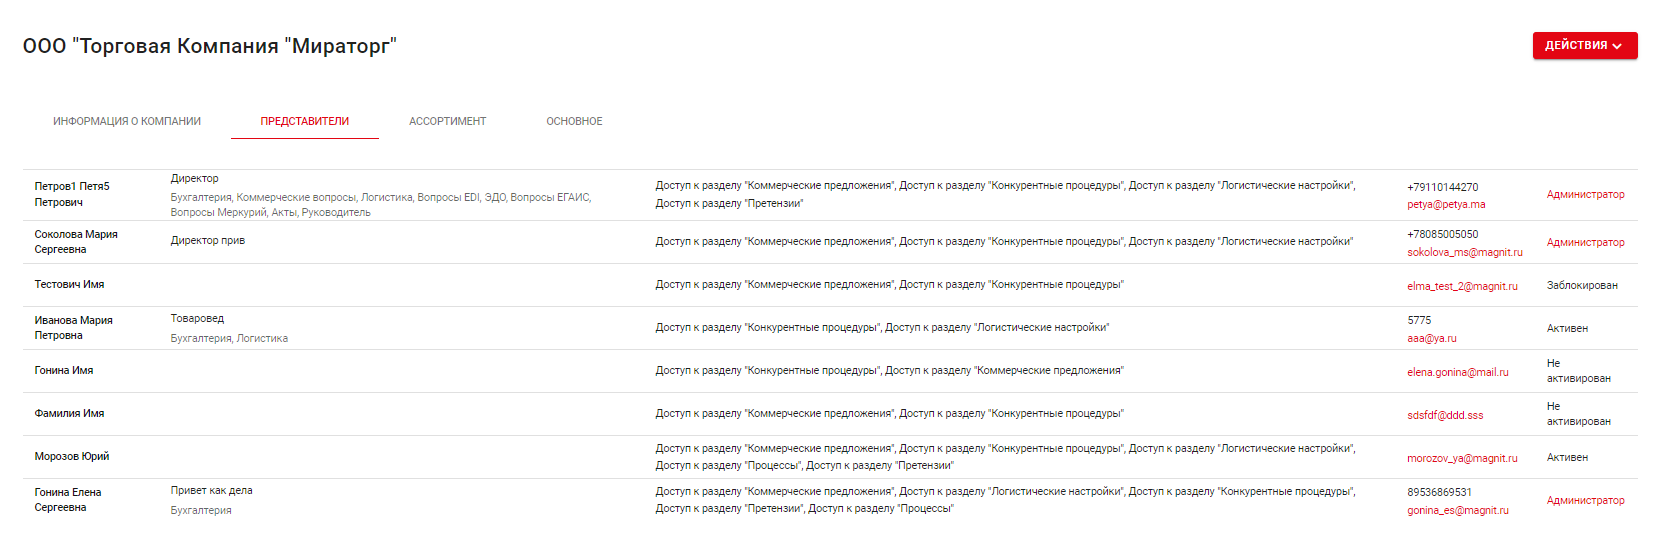 ООО "Торговая Компания "Мираторг"
ДЕЙСТВИЯ
ИНФОРМАЦИЯ О КОМПАНИИ
ПРЕДСТАВИТЕЛИ
АССОРТИМЕНТ
ОСНОВНОЕ
Петров1 Петя5
Петрович
Директор
Бухгалтерия, Коммерческие вопросы, Логистика, Вопросы EDI, ЭДО, Вопросы ЕГАИС,
Вопросы Меркурий, Акты, Руководитель
Доступ к разделу "Коммерческие предложения", Доступ к разделу "Конкурентные процедуры", Доступ к разделу "Логистические настройки",
Доступ к разделу "Претензии"
+79110144270
petya@petya.ma
Администратор
Соколова Мария
Сергеевна
Директор прив
Доступ к разделу "Коммерческие предложения", Доступ к разделу "Конкурентные процедуры", Доступ к разделу "Логистические настройки"
+78085005050
sokolova_ms@magnit.ru
Администратор
Тестович Имя
Доступ к разделу "Коммерческие предложения", Доступ к разделу "Конкурентные процедуры"
elma_test_2@magnit.ru
Заблокирован
Иванова Мария
Петровна
Товаровед
Бухгалтерия, Логистика
Доступ к разделу "Конкурентные процедуры", Доступ к разделу "Логистические настройки"
5775
aaa@ya.ru
Активен
Гонина Имя
Доступ к разделу "Конкурентные процедуры", Доступ к разделу "Коммерческие предложения"
elena.gonina@mail.ru
Не
активирован
Фамилия Имя
Доступ к разделу "Коммерческие предложения", Доступ к разделу "Конкурентные процедуры"
sdsfdf@ddd.sss
Не
активирован
Морозов Юрий
Доступ к разделу "Коммерческие предложения", Доступ к разделу "Конкурентные процедуры", Доступ к разделу "Логистические настройки",
Доступ к разделу "Процессы", Доступ к разделу "Претензии"
morozov_ya@magnit.ru
Активен
Гонина Елена
Сергеевна
Привет как дела
Бухгалтерия
Доступ к разделу "Коммерческие предложения", Доступ к разделу "Логистические настройки", Доступ к разделу "Конкурентные процедуры",
Доступ к разделу "Претензии", Доступ к разделу "Процессы"
89536869531
gonina_es@magnit.ru
Администратор